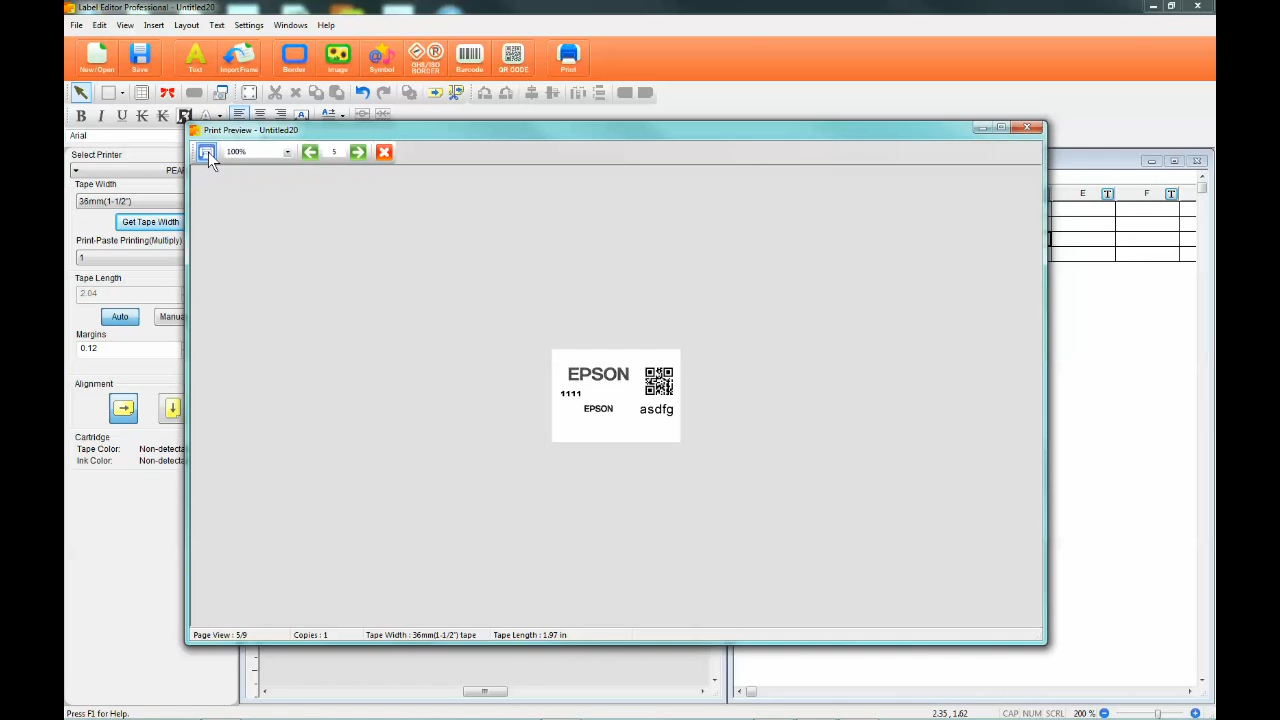 Label Editor Professional - Untitled20
File Edit View Insert Layout Text Settings Windows Help
New/Open Save Text Import Frame Border Image Symbol GHS/ISO BORDER Barcode QR CODE Print
B I U K K
Arial
Print Preview - Untitled20
100% 5
Select Printer
Tape Width
36mm(1-1/2")
Get Tape Width
Print-Paste Printing(Multiply)
1
Tape Length
2.04
Auto
Margins
0.12
Alignment
Cartridge
Tape Color:
Ink Color:
E T F T
EPSON
1111
EPSON
asdfg
Page View : 5/9 Copies : 1 Tape Width : 36mm(1-1/2") tape Tape Length : 1.97 in
Press F1 for Help. 2.35 , 1.62 CAP NUM SCRL 200 %